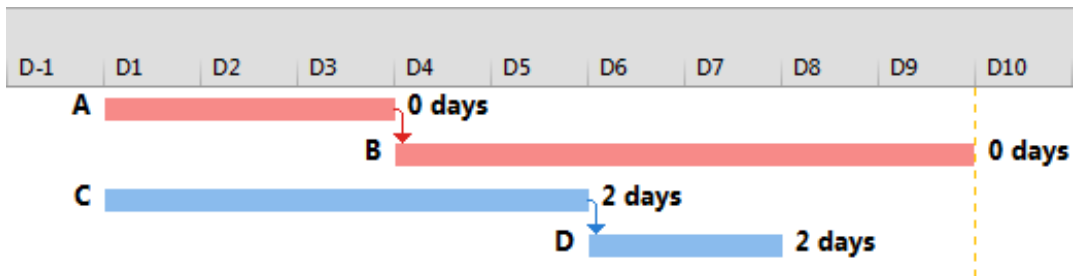 D-1 D1 D2 D3 D4 D5 D6 D7 D8 D9 D10
A 0 days
B 0 days
C 2 days
D 2 days